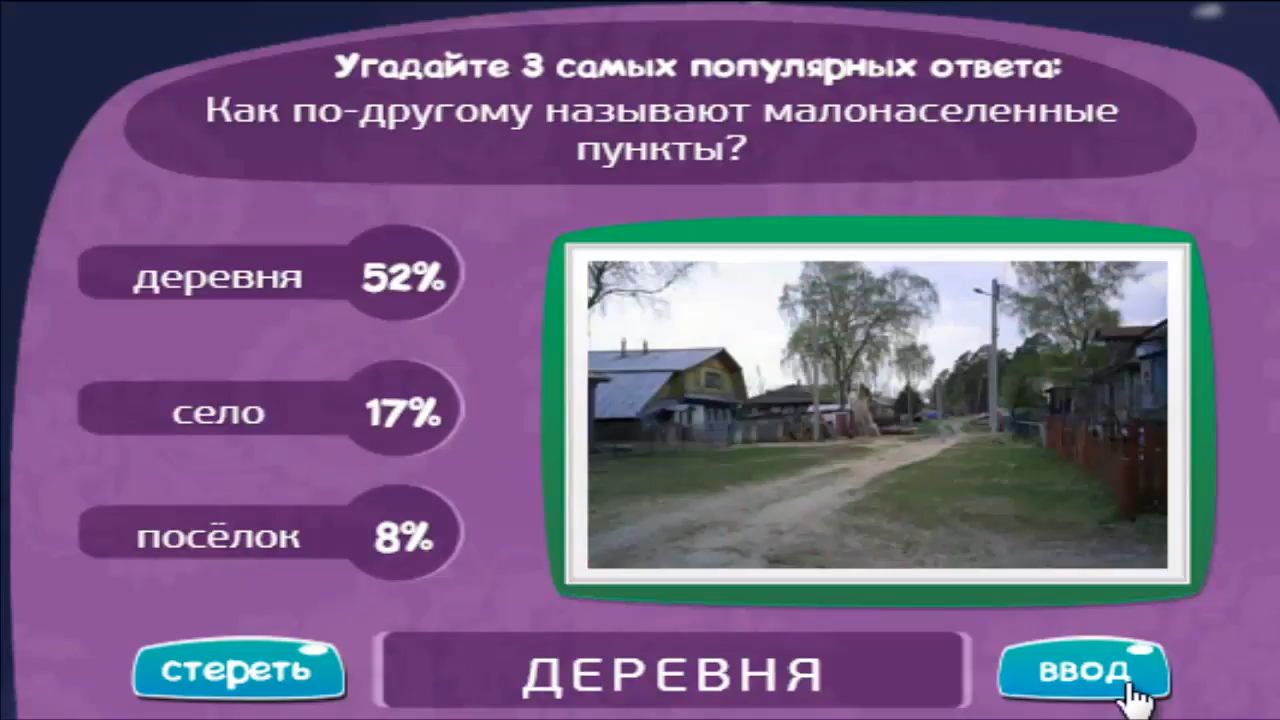 Угадайте 3 самых популярных ответа:
Как по-другому называют малонаселенные
пункты?
деревня 52%
село 17%
посёлок 8%
стереть ДЕРЕВНЯ ввод